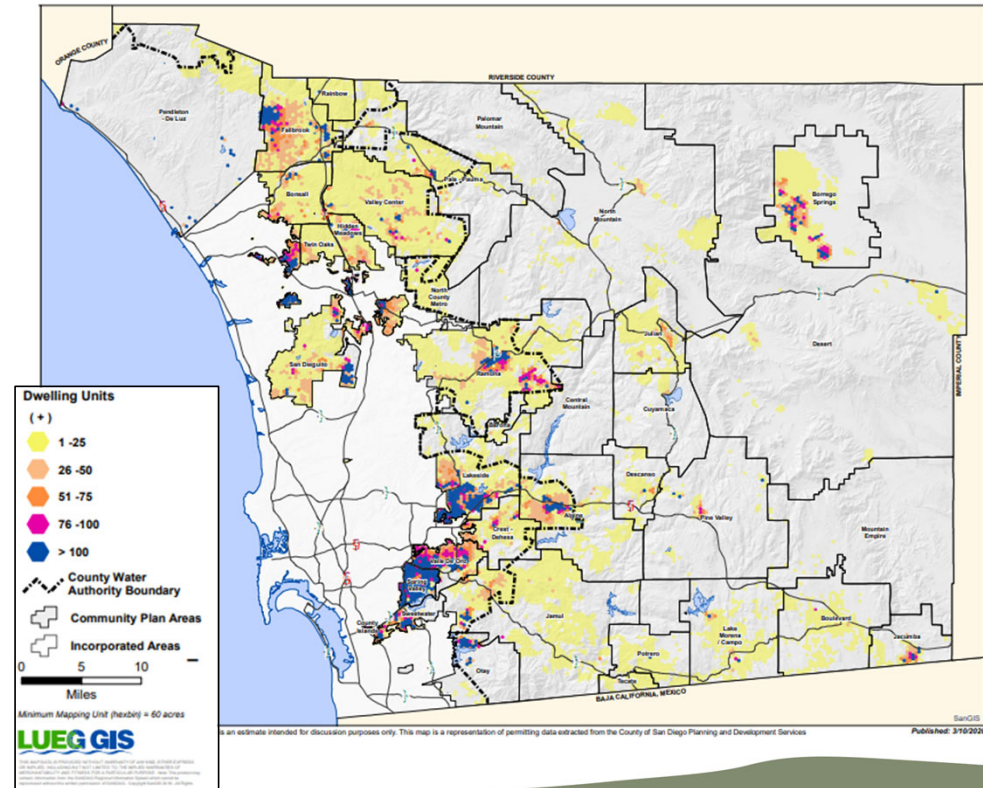 ORANGE COUNTY
RIVERSIDE COUNTY
Rainbow
Pendleton
- De Luz
Palomar
Mountain
Fallbrook
Pala - Pauma
Bonsall
Valley Center
North
Mountain
Borrego
Springs
Hidden
Meadows
Twin Oaks
North
County
Metro
San Dieguito
Julian
Desert
IMPERIAL COUNTY
Ramona
Central
Mountain
Cuyamaca
Barona
Lakeside
Descanso
Alpine
Pine Valley
Crest -
Dehesa
Mountain
Empire
Valle De Oro
Spring
Valley
Sweetwater
County
Islands
Jamul
Lake
Morena
/ Campo
Boulevard
Jacumba
Otay
Potrero
Tecate
BAJA CALIFORNIA, MEXICO
Dwelling Units
( + )
1 -25
26 -50
51 -75
76 -100
> 100
County Water
Authority Boundary
Community Plan Areas
Incorporated Areas
0 5 10
Miles
Minimum Mapping Unit (hexbin) = 60 acres
LUEG GIS
SanGIS
is an estimate intended for discussion purposes only. This map is a representation of permitting data extracted from the County of San Diego Planning and Development Services
Published: 3/10/202